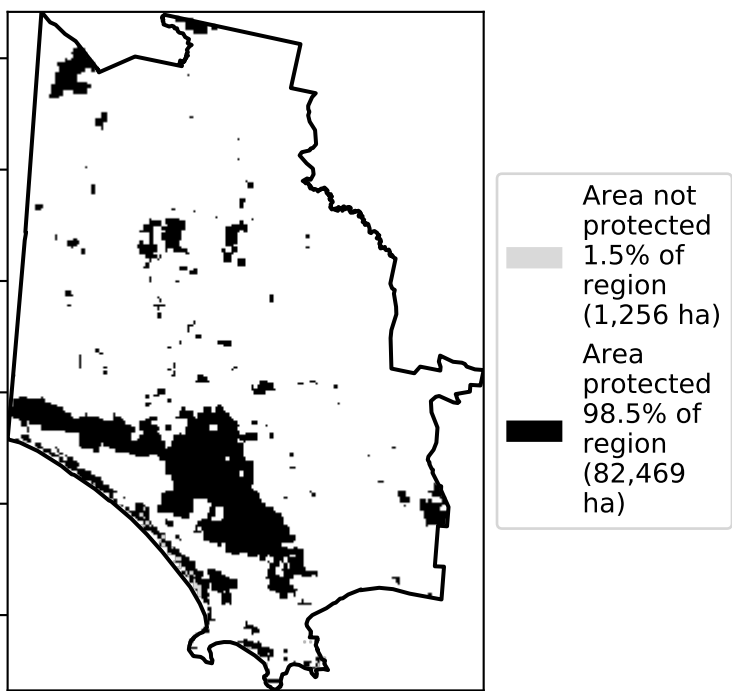 Area not
protected
1.5% of
region
(1,256 ha)
Area
protected
98.5% of
region
(82,469
ha)